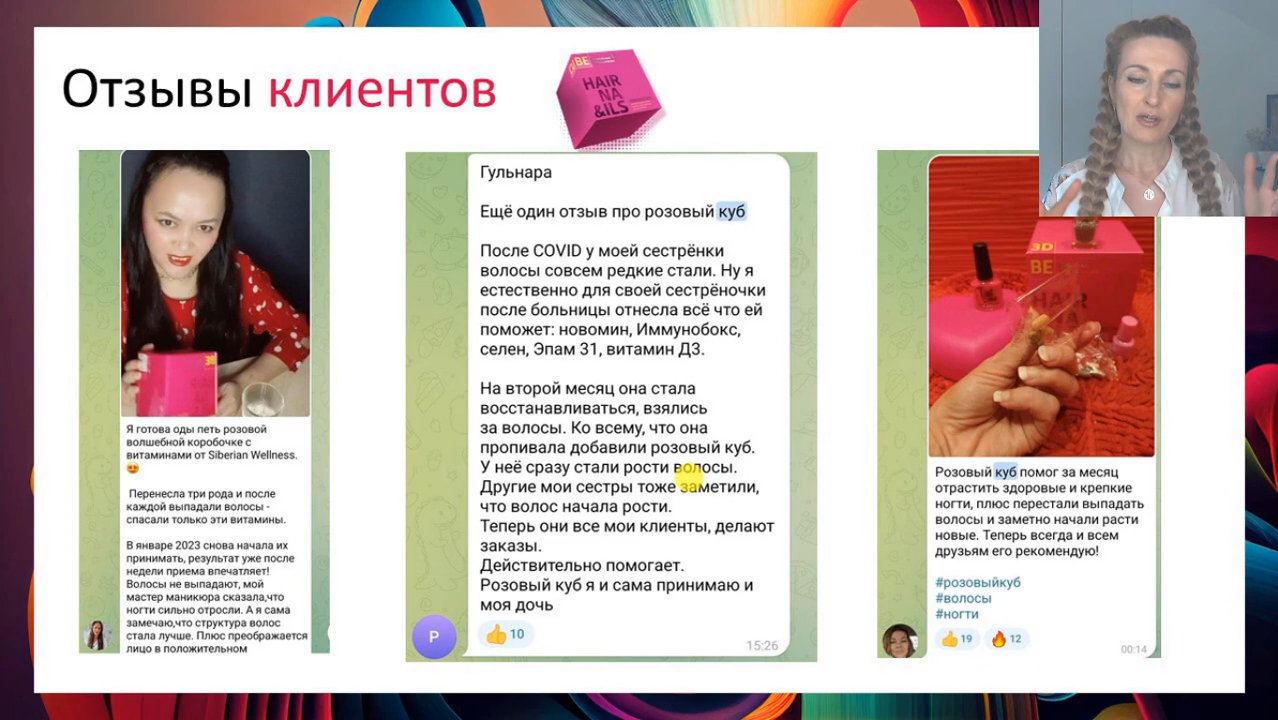 Отзывы клиентов
BE
HAIR
NA
&ILS
3D
Я готова оды петь розовой
волшебной коробочке с
витаминами от Siberian Wellness.
😍
Перенесла три рода и после
каждой выпадали волосы -
спасали только эти витамины.
В январе 2023 снова начала их
принимать, результат уже после
недели приема впечатляет!
Волосы не выпадают, мой
мастер маникюра сказала,что
ногти сильно отросли. А я сама
замечаю,что структура волос
стала лучше. Плюс преображается
лицо в положительном
Гульнара
Ещё один отзыв про розовый куб
После COVID у моей сестрёнки
волосы совсем редкие стали. Ну я
естественно для своей сестрёночки
после больницы отнесла всё что ей
поможет: новомин, Иммунобокс,
селен, Эпам 31, витамин Д3.
На второй месяц она стала
восстанавливаться, взялись
за волосы. Ко всему, что она
пропивала добавили розовый куб.
У неё сразу стали рости волосы.
Другие мои сестры тоже заметили,
что волос начала рости.
Теперь они все мои клиенты, делают
заказы.
Действительно помогает.
Розовый куб я и сама принимаю и
моя дочь
👍 10
15:26
Р
3D
BE
HAIR
NA
Розовый куб помог за месяц
отрастить здоровые и крепкие
ногти, плюс перестали выпадать
волосы и заметно начали расти
новые. Теперь всегда и всем
друзьям его рекомендую!
#розовыйкуб
#волосы
#ногти
👍 19 🔥 12
00:14